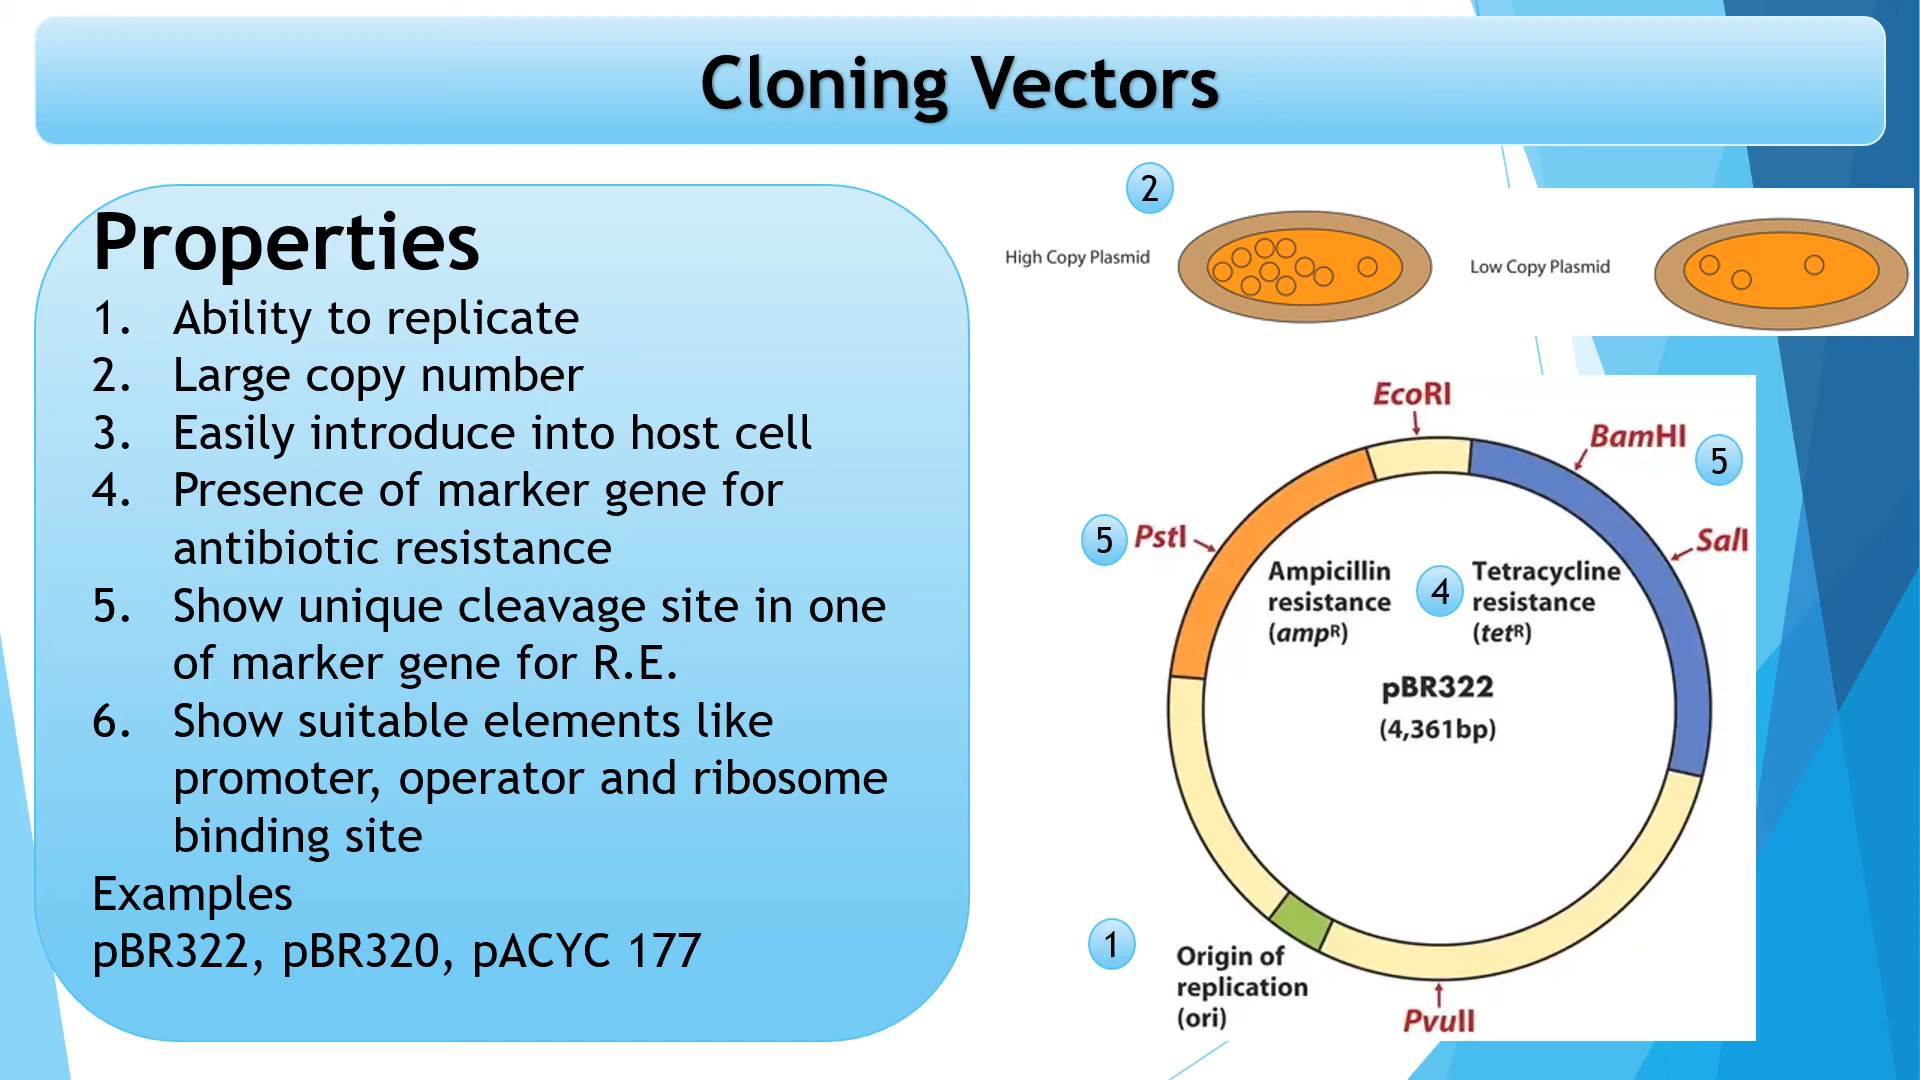 Cloning Vectors
Properties
1. Ability to replicate
2. Large copy number
3. Easily introduce into host cell
4. Presence of marker gene for
antibiotic resistance
5. Show unique cleavage site in one
of marker gene for R.E.
6. Show suitable elements like
promoter, operator and ribosome
binding site
Examples
pBR322, pBR320, pACYC 177
2
High Copy Plasmid
Low Copy Plasmid
EcoRI
BamHI
5
5
PstI
SalI
Ampicillin
resistance
(ampR)
4
Tetracycline
resistance
(tetR)
pBR322
(4,361bp)
1
Origin of
replication
(ori)
PvuII